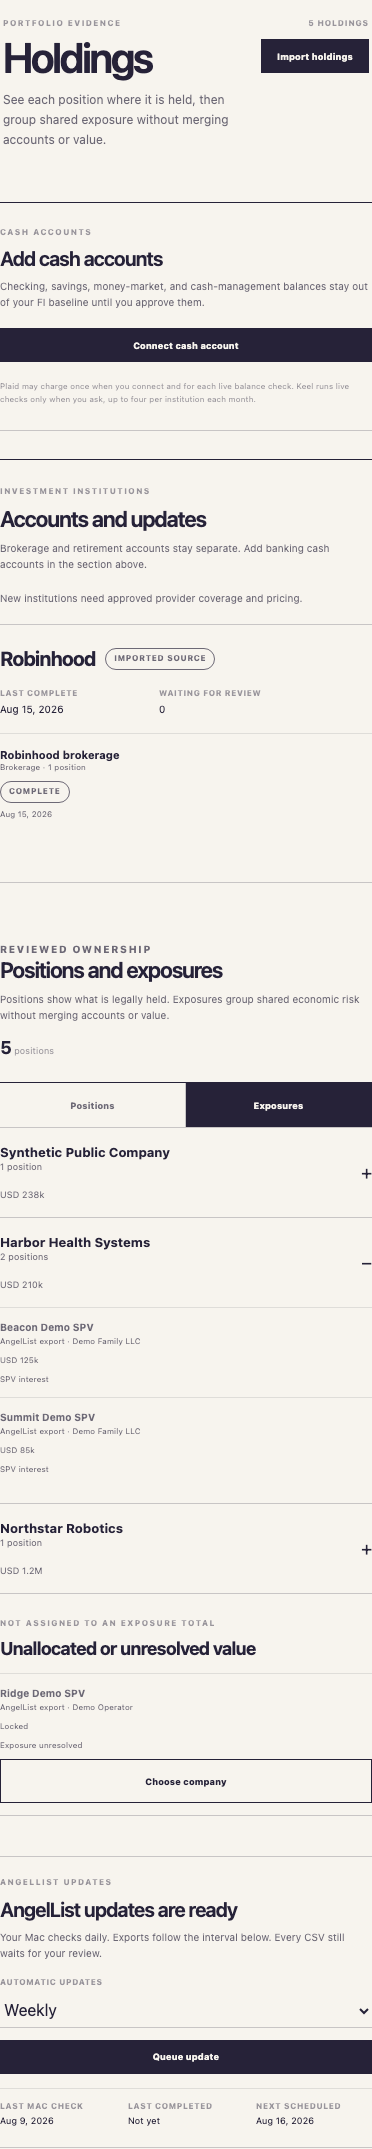 PORTFOLIO EVIDENCE
5 HOLDINGS
Holdings
Import holdings
See each position where it is held, then
group shared exposure without merging
accounts or value.
CASH ACCOUNTS
Add cash accounts
Checking, savings, money-market, and cash-management balances stay out
of your FI baseline until you approve them.
Connect cash account
Plaid may charge once when you connect and for each live balance check. Keel runs live
checks only when you ask, up to four per institution each month.
INVESTMENT INSTITUTIONS
Accounts and updates
Brokerage and retirement accounts stay separate. Add banking cash
accounts in the section above.
New institutions need approved provider coverage and pricing.
Robinhood
IMPORTED SOURCE
LAST COMPLETE
WAITING FOR REVIEW
Aug 15, 2026
0
Robinhood brokerage
Brokerage · 1 position
COMPLETE
Aug 15, 2026
REVIEWED OWNERSHIP
Positions and exposures
Positions show what is legally held. Exposures group shared economic risk
without merging accounts or value.
5 positions
Positions
Exposures
Synthetic Public Company
1 position
+
USD 238k
Harbor Health Systems
2 positions
−
USD 210k
Beacon Demo SPV
AngelList export · Demo Family LLC
USD 125k
SPV interest
Summit Demo SPV
AngelList export · Demo Family LLC
USD 85k
SPV interest
Northstar Robotics
1 position
+
USD 1.2M
NOT ASSIGNED TO AN EXPOSURE TOTAL
Unallocated or unresolved value
Ridge Demo SPV
AngelList export · Demo Operator
Locked
Exposure unresolved
Choose company
ANGELLIST UPDATES
AngelList updates are ready
Your Mac checks daily. Exports follow the interval below. Every CSV still
waits for your review.
AUTOMATIC UPDATES
Weekly
Queue update
LAST MAC CHECK
LAST COMPLETED
NEXT SCHEDULED
Aug 9, 2026
Not yet
Aug 16, 2026